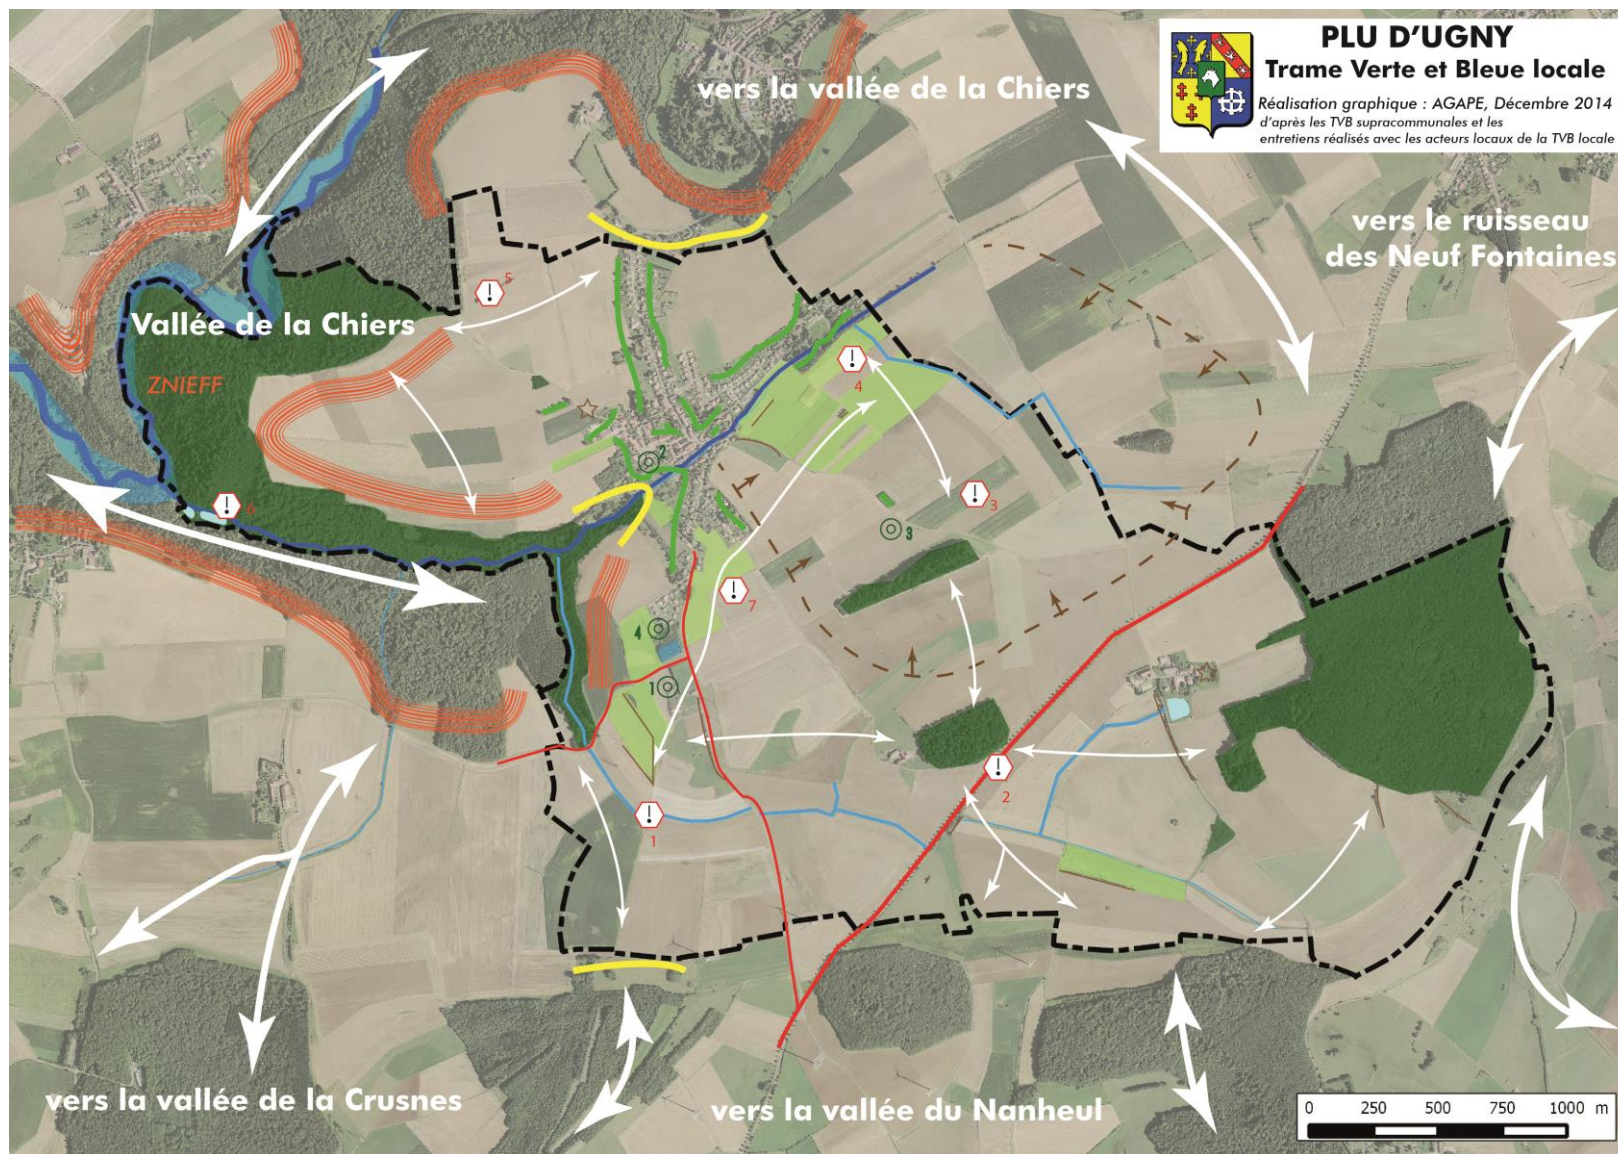 PLU D'UGNY
Trame Verte et Bleue locale
Réalisation graphique : AGAPE, Décembre 2014
d'après les TVB supracommunales et les
entretiens réalisés avec les acteurs locaux de la TVB locale
vers la vallée de la Chiers
vers le ruisseau
des Neuf Fontaines
! 5
Vallée de la Chiers
ZNIEFF
!
4
2
! 3
! 6
3
!
7
4
1
!
2
!
1
vers la vallée de la Crusnes
vers la vallée du Nanheul
0 250 500 750 1000 m